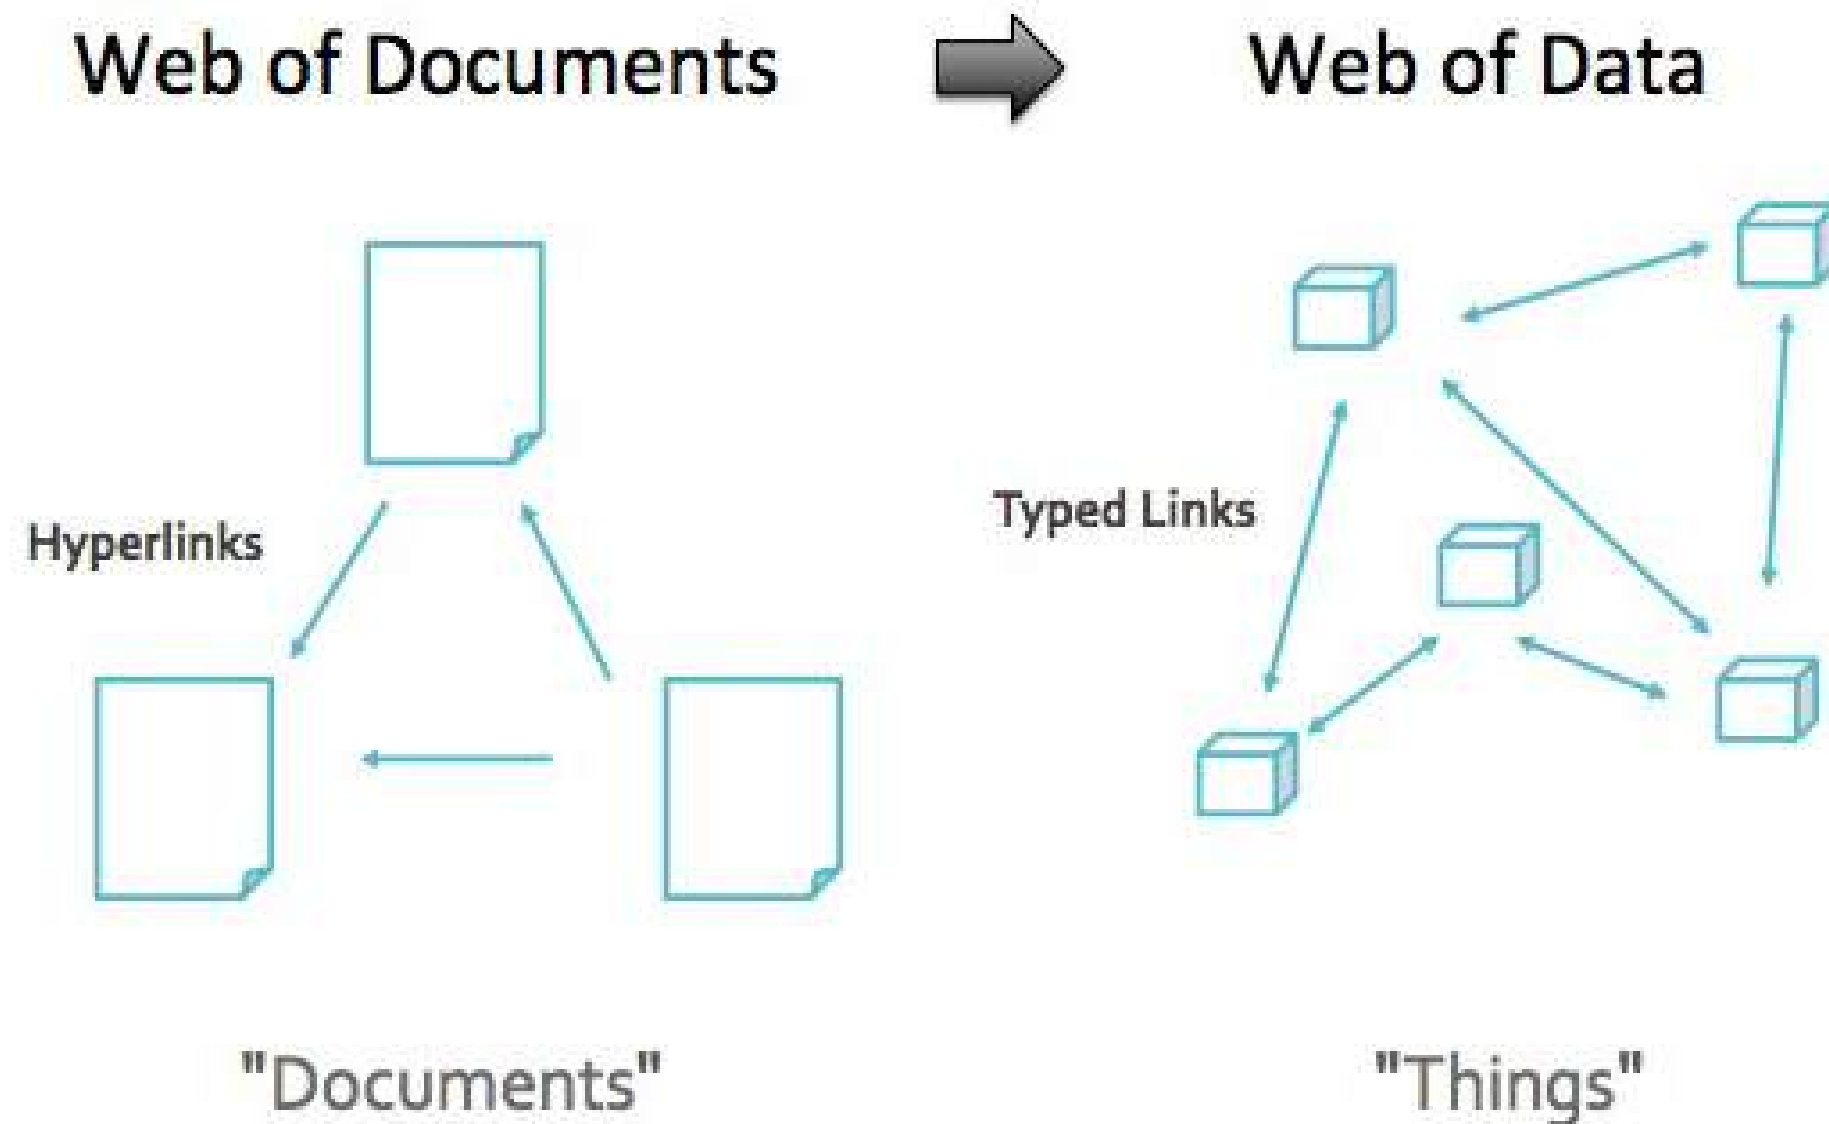 Web of Documents
Web of Data
Hyperlinks
Typed Links
"Documents"
"Things"